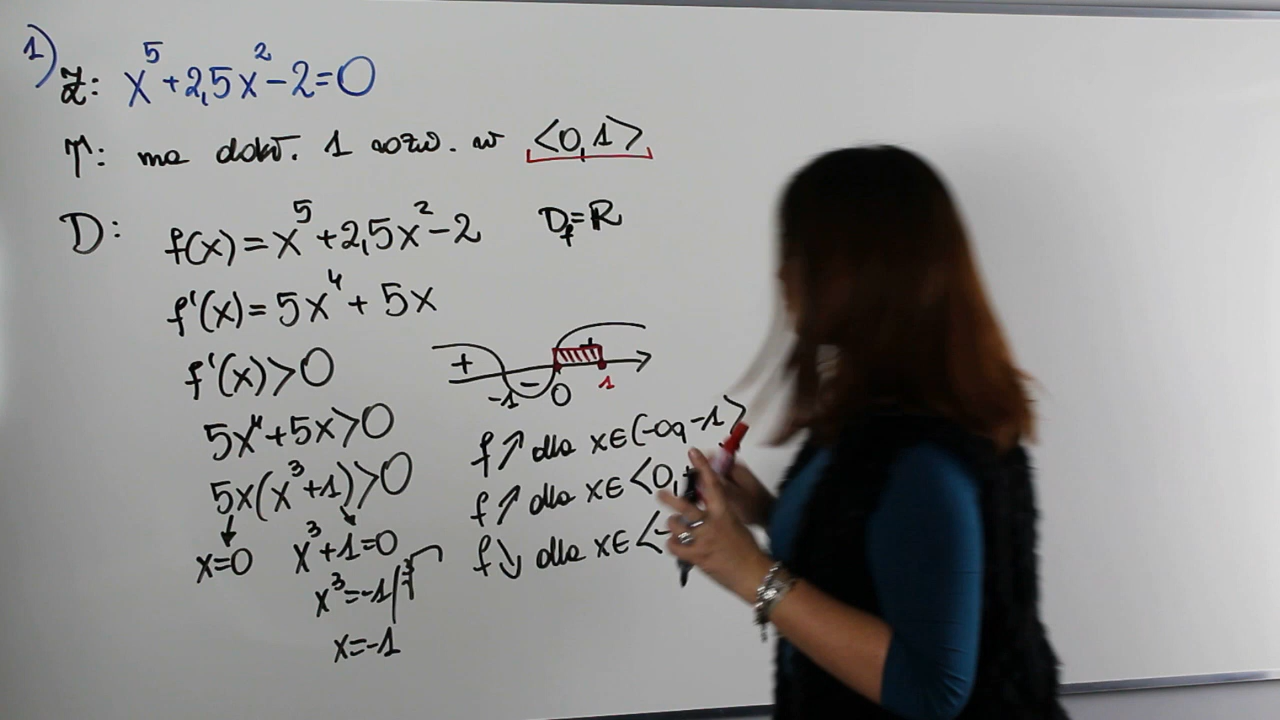 1)
Z: x⁵+2,5x²-2=0
T: ma dokł. 1 rozw. w <0,1>
D: f(x)=x⁵+2,5x²-2 D_f=R
f'(x)=5x⁴+5x
f'(x)>0
+ - + -1 0 1
5x⁴+5x>0
f↗ dla x∈(-∞,-1>
5x(x³+1)>0
f↗ dla x∈<0,+
x=0 x³+1=0
f↘ dla x∈<-
x³=-1 |∛
x=-1